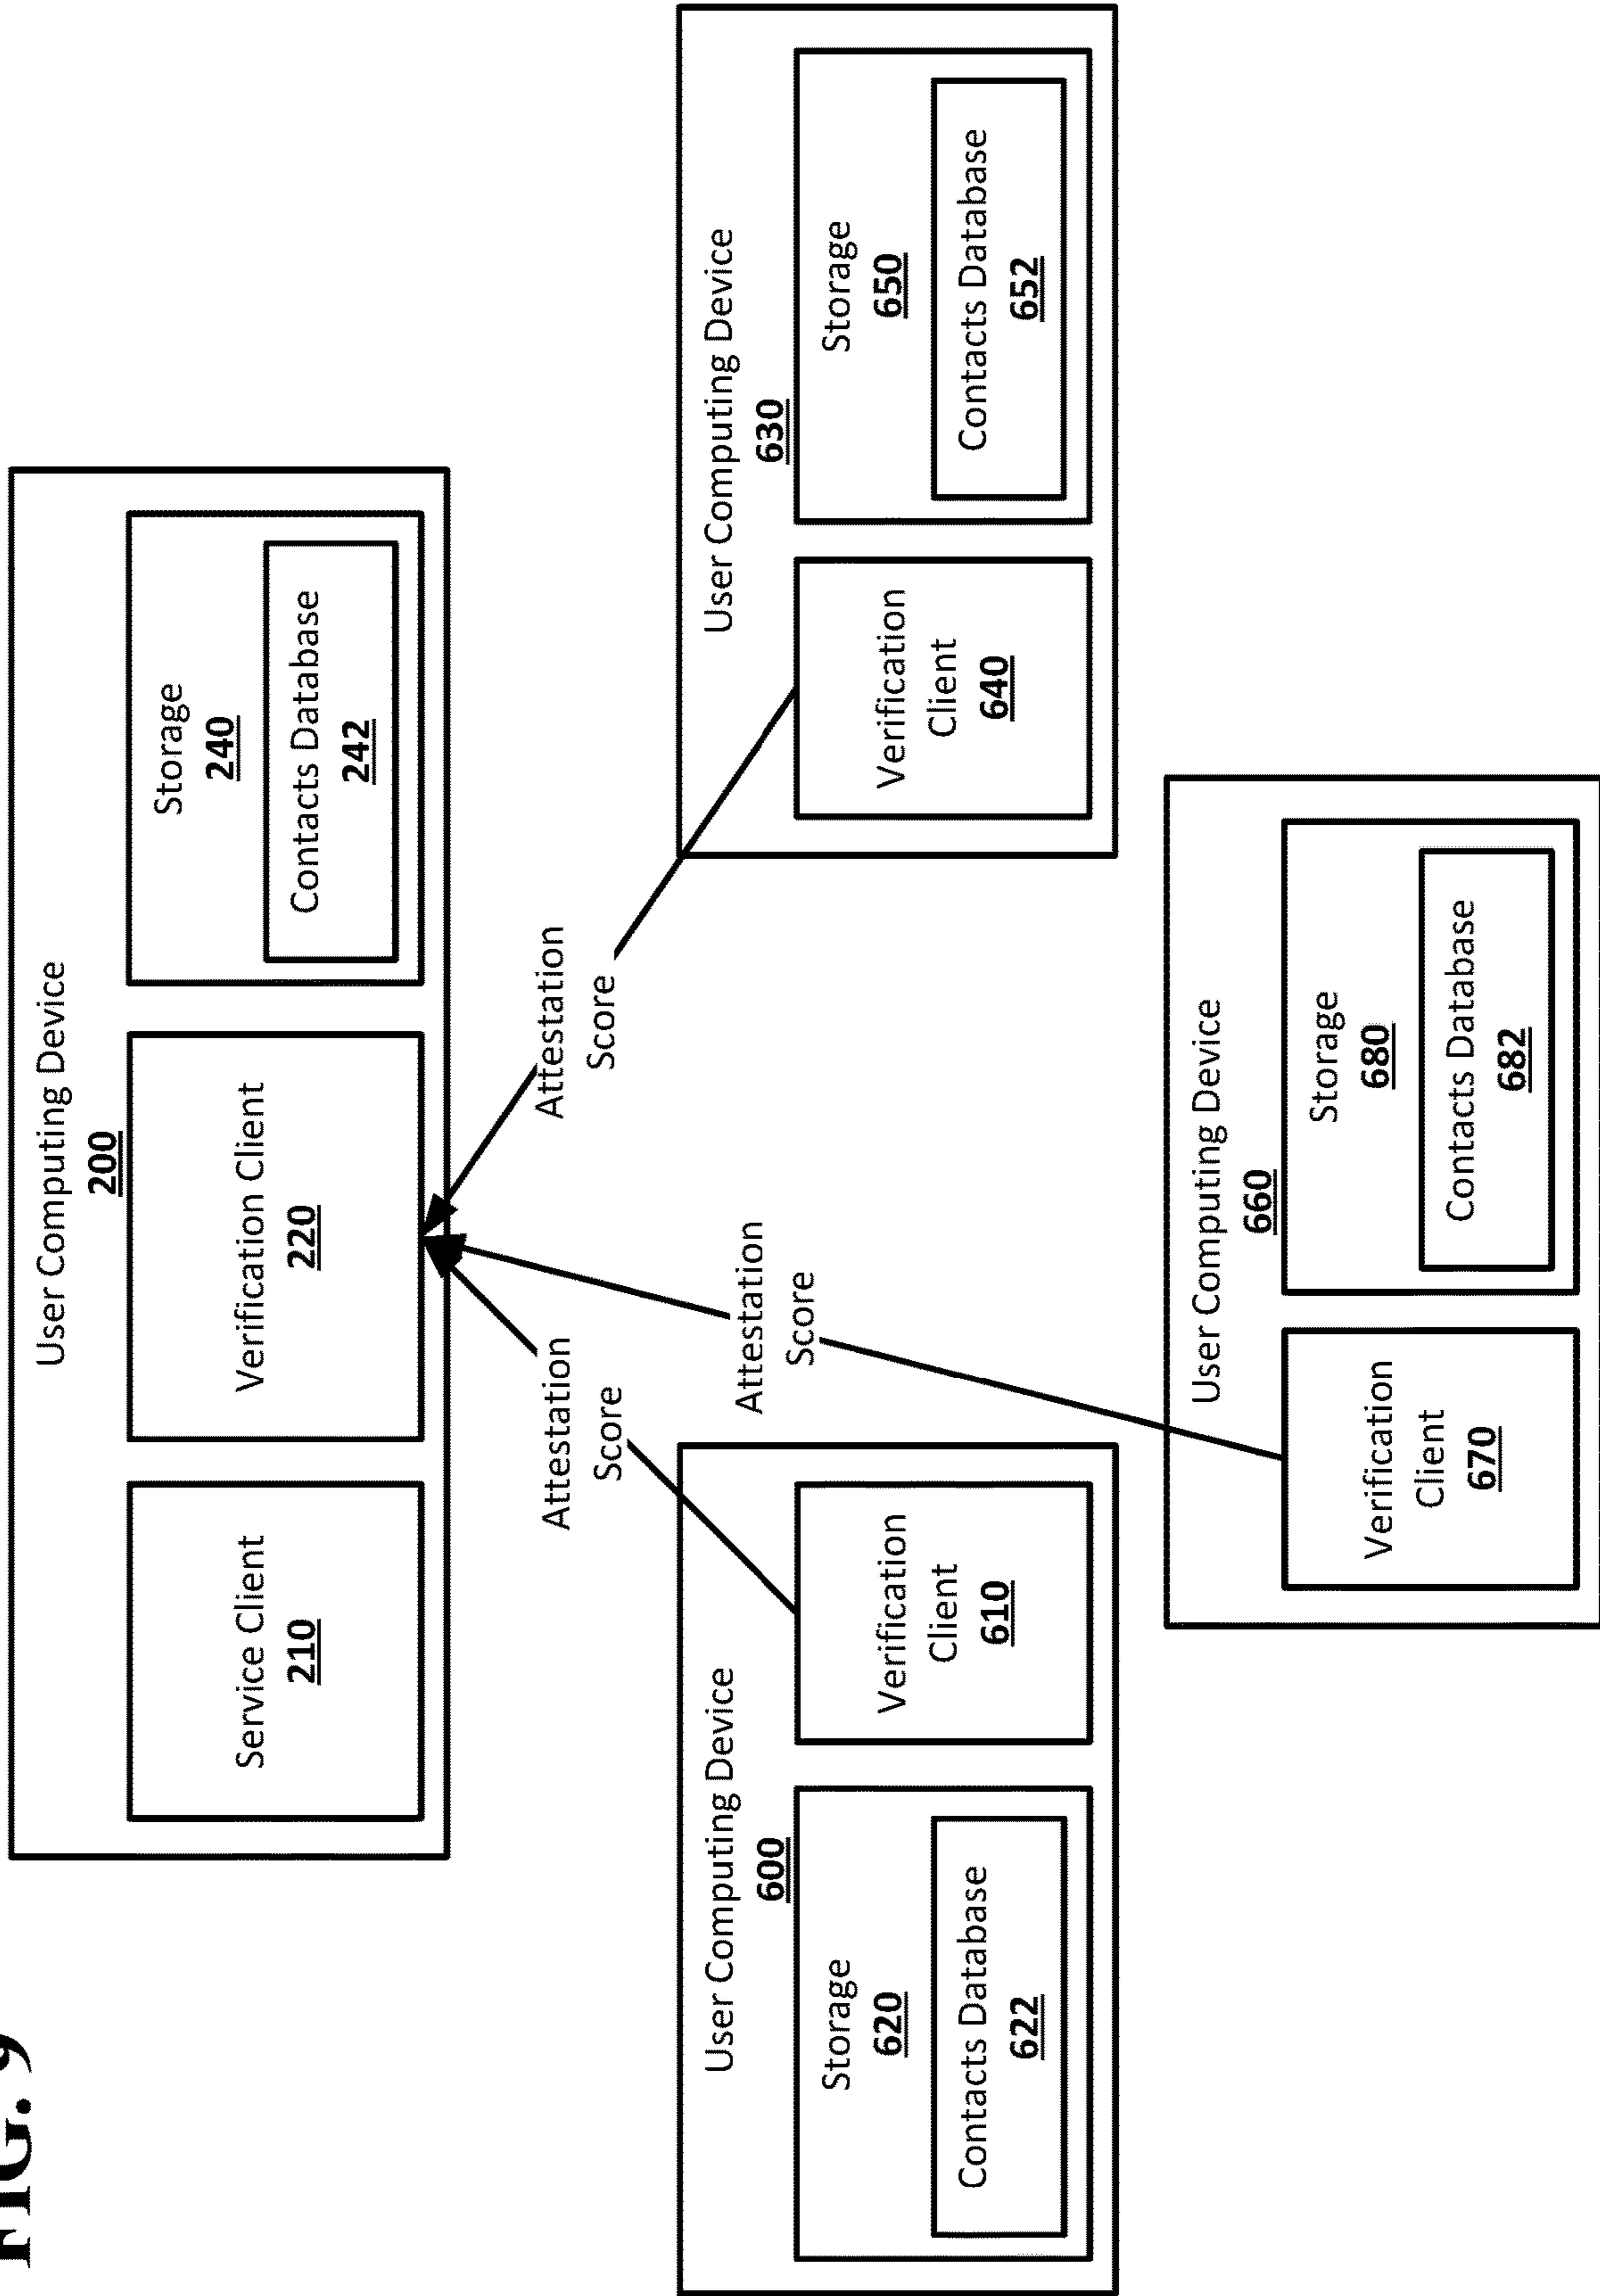 FIG. 9
User Computing Device
200
Service Client
210
Verification Client
220
Storage
240
Contacts Database
242
Attestation
Score
Attestation
Score
Attestation
Score
User Computing Device
600
Storage
620
Contacts Database
622
Verification
Client
610
User Computing Device
630
Verification
Client
640
Storage
650
Contacts Database
652
User Computing Device
660
Verification
Client
670
Storage
680
Contacts Database
682